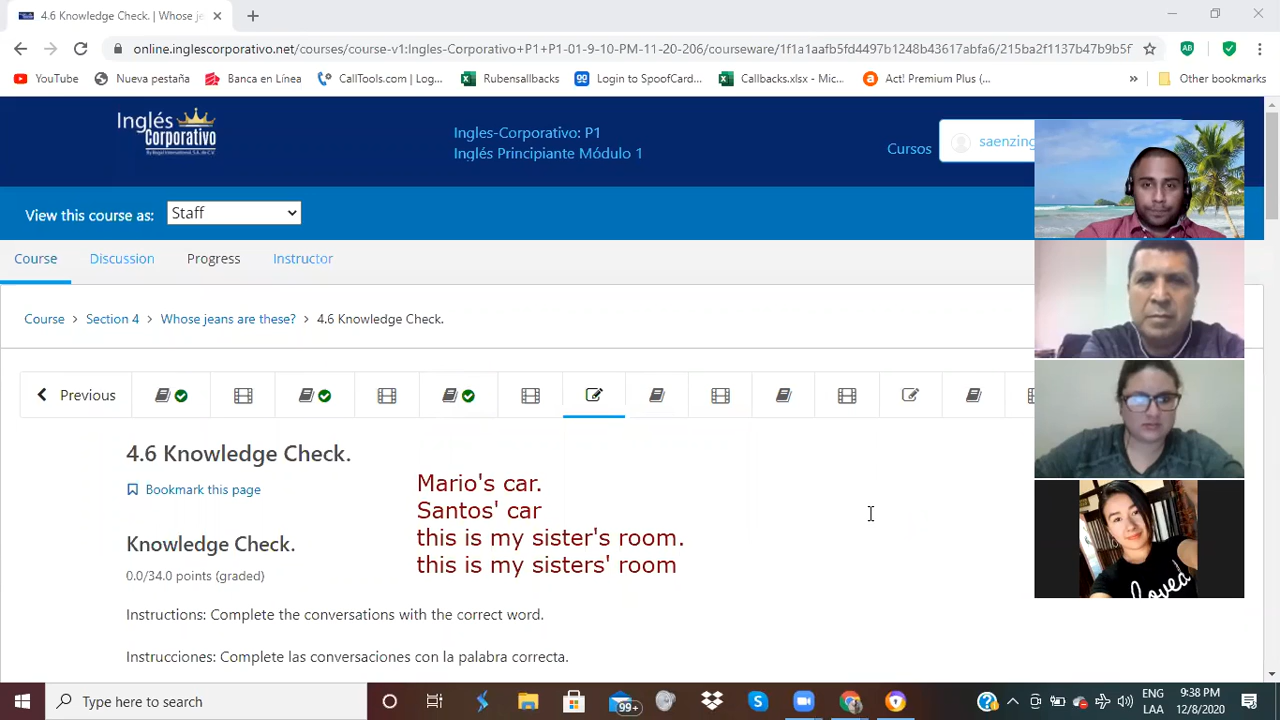 4.6 Knowledge Check. | Whose je
online.inglescorporativo.net/courses/course-v1:Ingles-Corporativo+P1+P1-01-9-10-PM-11-20-206/courseware/1f1a1aafb5fd4497b1248b43617abfa6/215ba2f1137b47b9b5f
YouTube Nueva pestaña Banca en Línea CallTools.com | Log... Rubensallbacks Login to SpoofCard... Callbacks.xlsx - Mic... Act! Premium Plus (... » Other bookmarks
Inglés
Corporativo
Ingles-Corporativo: P1
Inglés Principiante Módulo 1
Cursos
saenzing
View this course as: Staff
Course Discussion Progress Instructor
Course > Section 4 > Whose jeans are these? > 4.6 Knowledge Check.
Previous
4.6 Knowledge Check.
Bookmark this page
Mario's car.
Santos' car
this is my sister's room.
this is my sisters' room
Knowledge Check.
0.0/34.0 points (graded)
Instructions: Complete the conversations with the correct word.
Instrucciones: Complete las conversaciones con la palabra correcta.
loved
Type here to search
99+
ENG
LAA
9:38 PM
12/8/2020